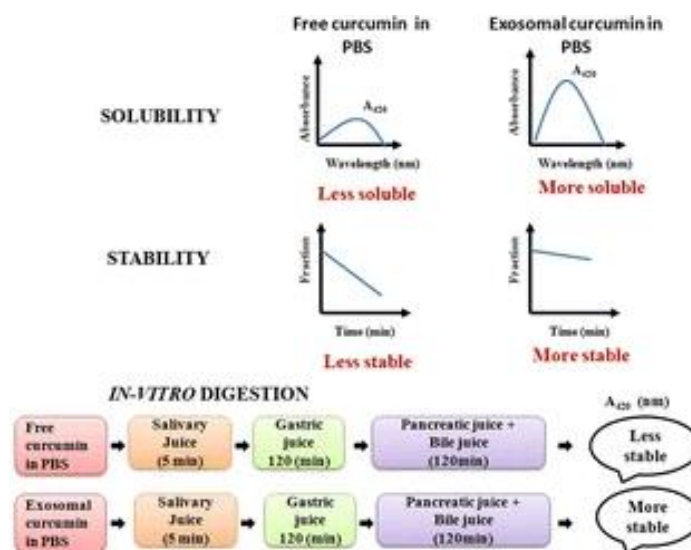 Free curcumin in
PBS
Exosomal curcumin in
PBS
SOLUBILITY
Absorbance
A420
Wavelength (nm)
Less soluble
Absorbance
A420
Wavelength (nm)
More soluble
STABILITY
Fraction
Time (min)
Less stable
Fraction
Time (min)
More stable
IN-VITRO DIGESTION
A420 (nm)
Free
curcumin
in PBS
Salivary
Juice
(5 min)
Gastric
juice
120 (min)
Pancreatic juice +
Bile juice
(120min)
Less
stable
Exosomal
curcumin
in PBS
Salivary
Juice
(5 min)
Gastric
juice
120 (min)
Pancreatic juice +
Bile juice
(120min)
More
stable